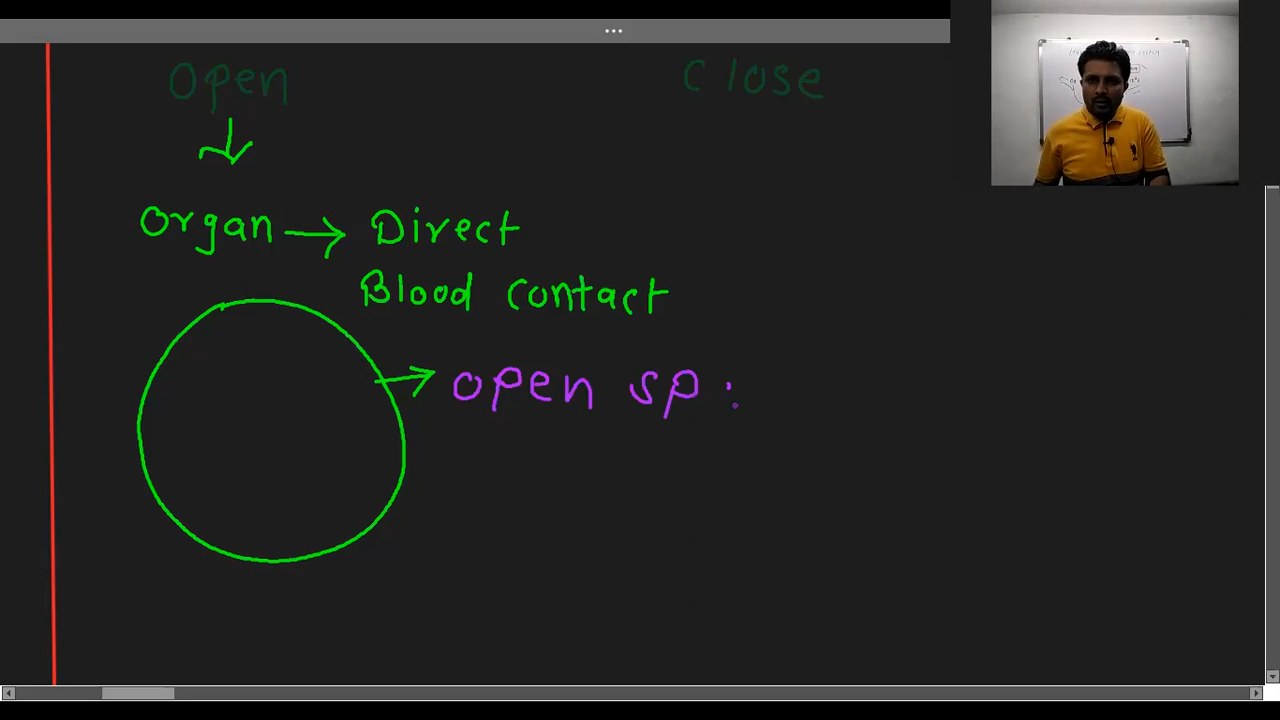 Open Close
Organ → Direct
Blood contact
open sp :